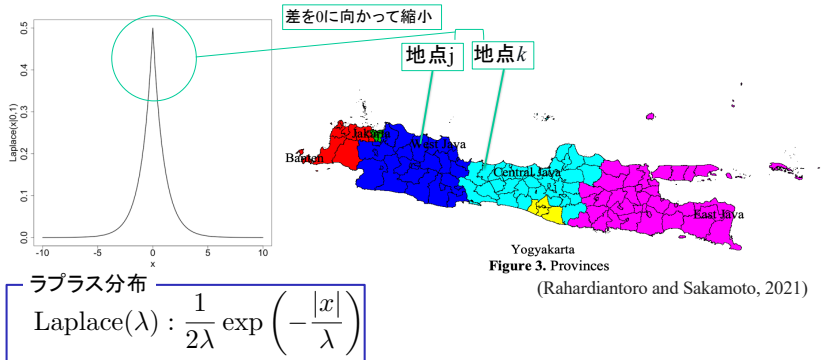 差を0に向かって縮小
地点j
地点k
0.5
0.4
0.3
0.2
0.1
0.0
Laplace(x|0,1)
-10
-5
0
5
10
x
Jakarta
Banten
West Java
Central Java
East Java
Yogyakarta
Figure 3. Provinces
(Rahardiantoro and Sakamoto, 2021)
ラプラス分布
Laplace(λ) : \frac{1}{2λ} exp(-\frac{|x|}{λ})